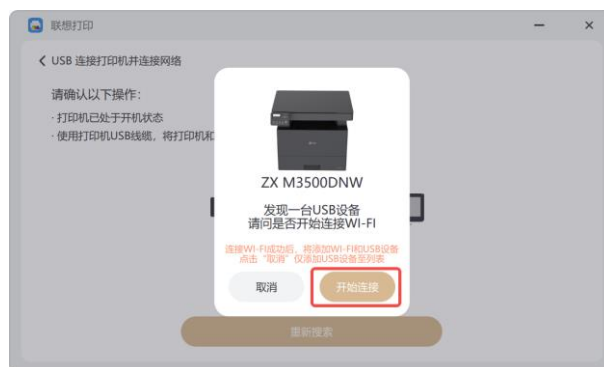 联想打印
USB 连接打印机并连接网络
请确认以下操作：
·打印机已处于开机状态
·使用打印机USB线缆，将打印机和
ZX M3500DNW
发现一台USB设备
请问是否开始连接WI-FI
连接WI-FI成功后，将添加WI-FI和USB设备
点击“取消”仅添加USB设备至列表
取消
开始连接
重新搜索